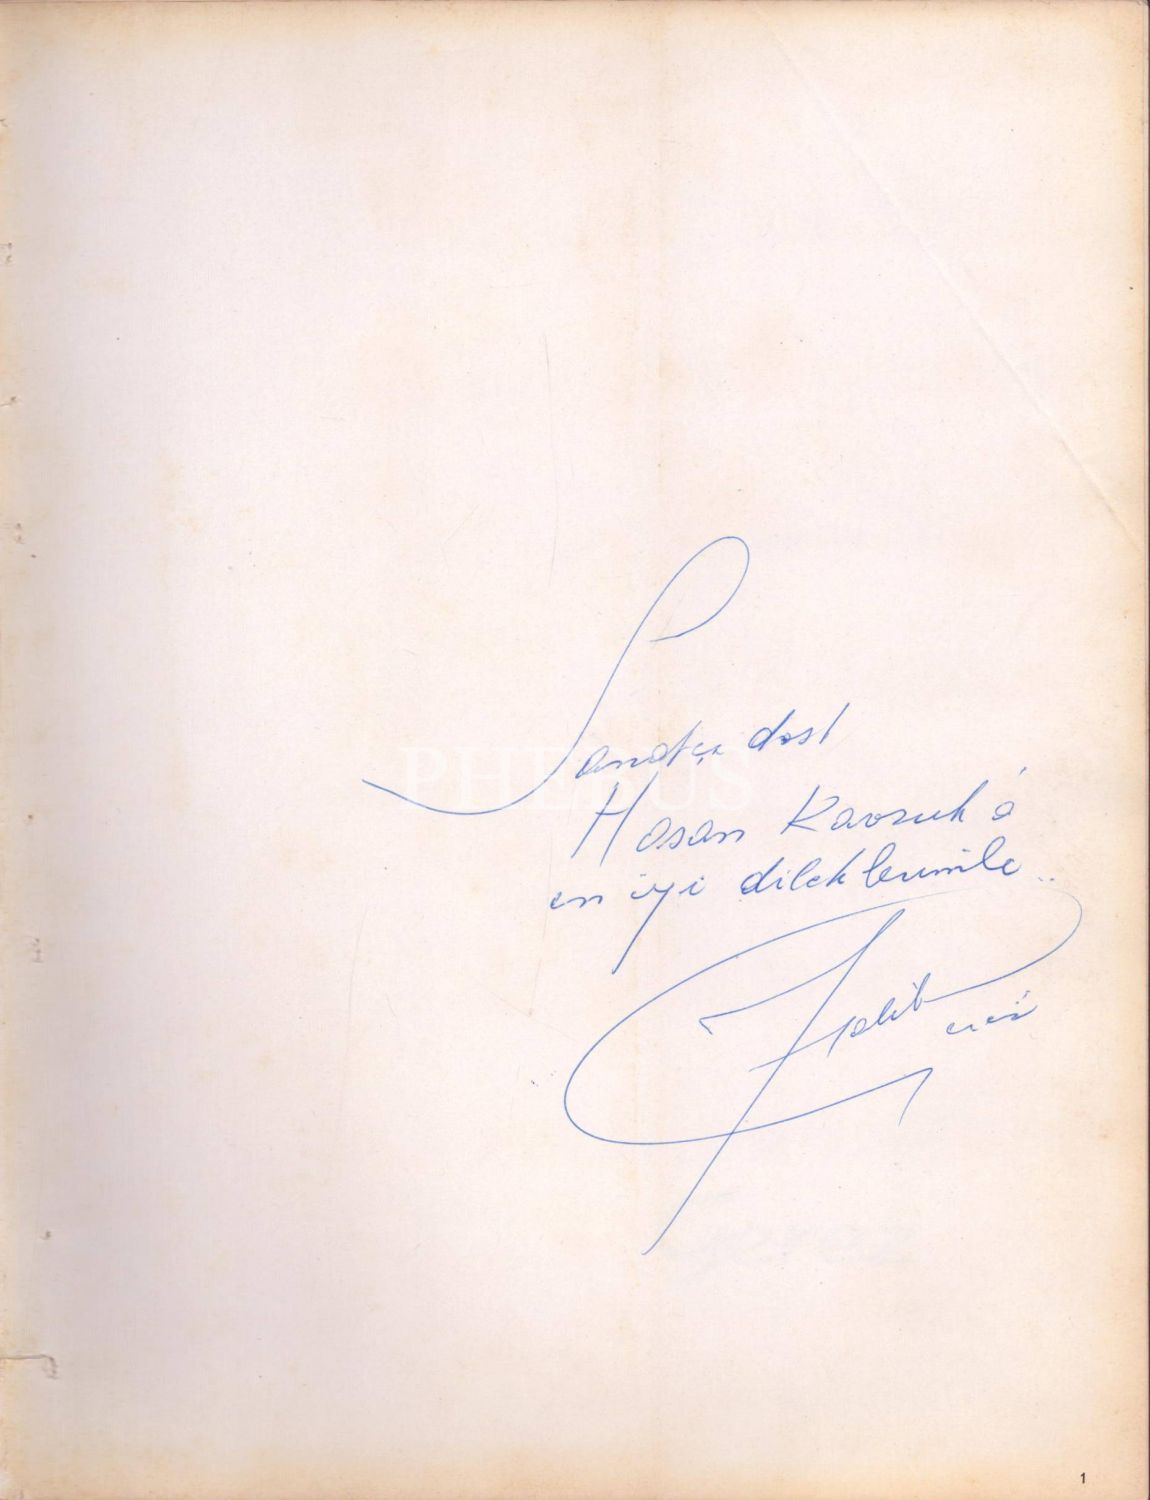 Sanatçı dost
Hasan Kavruk'a
en iyi dileklerimle..
PHEBUS
1